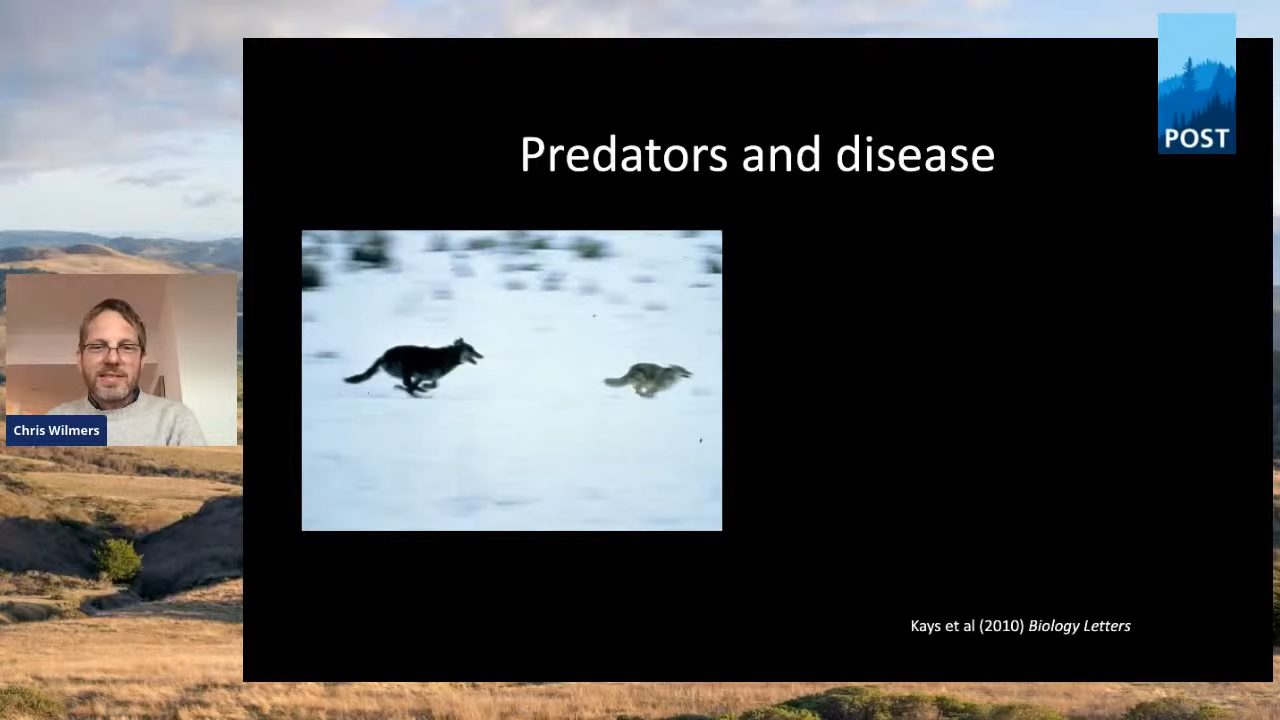 POST
Predators and disease
Chris Wilmers
Kays et al (2010) Biology Letters